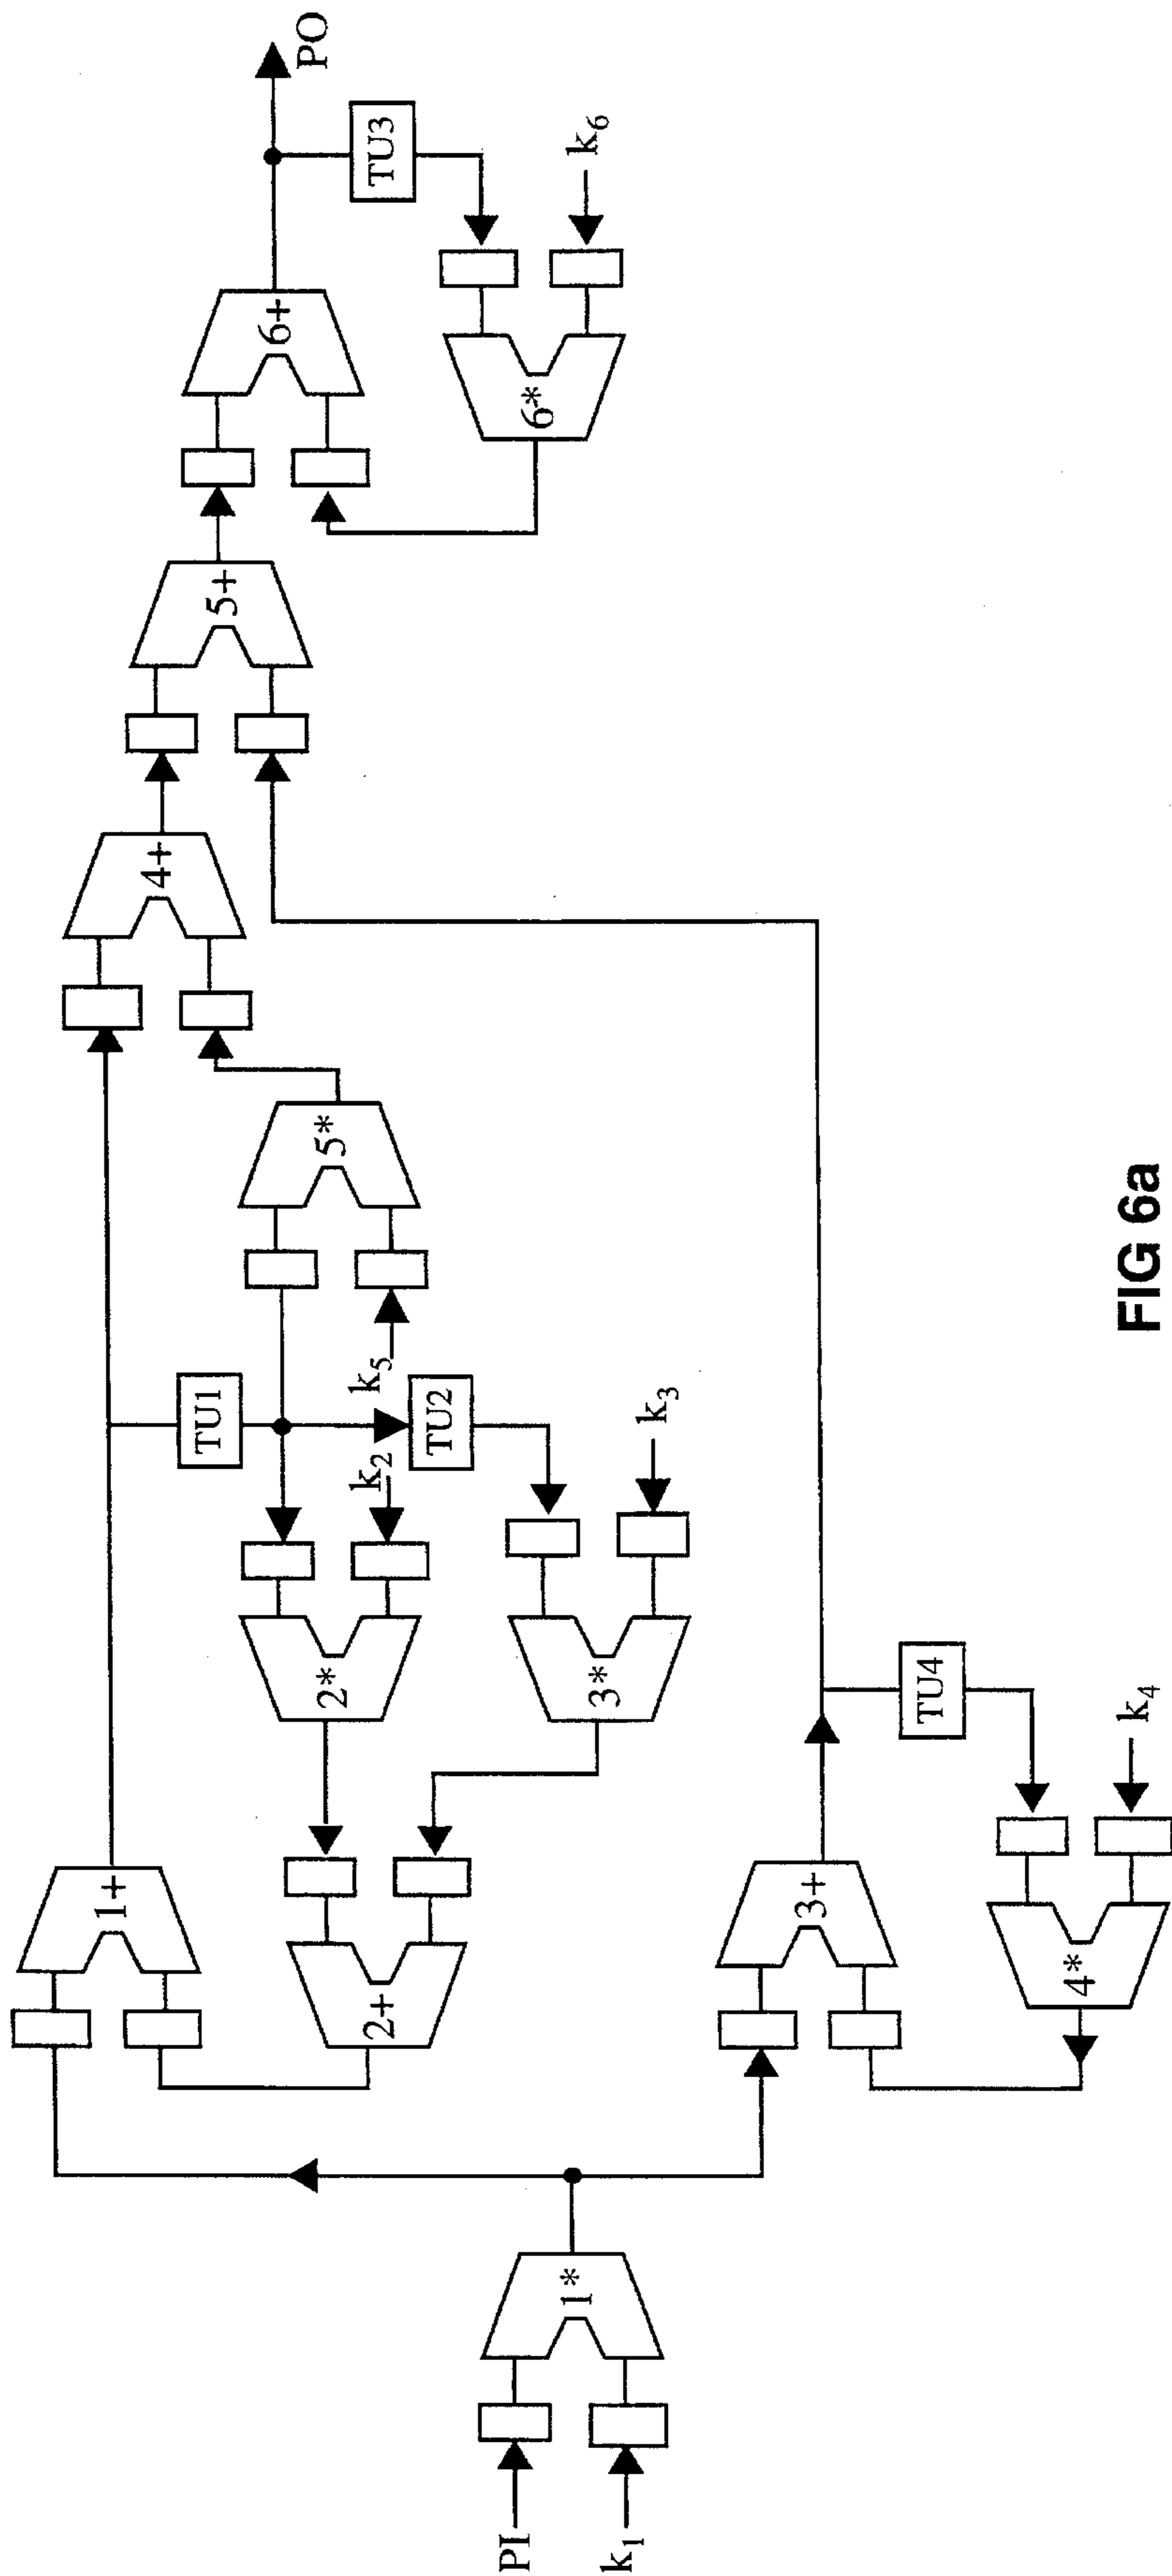 PI
k₁
1*
1+
2+
2*
k₂
3*
k₃
TU1
TU2
k₅
5*
3+
4*
TU4
k₄
4+
5+
6+
6*
TU3
k₆
PO
FIG 6a